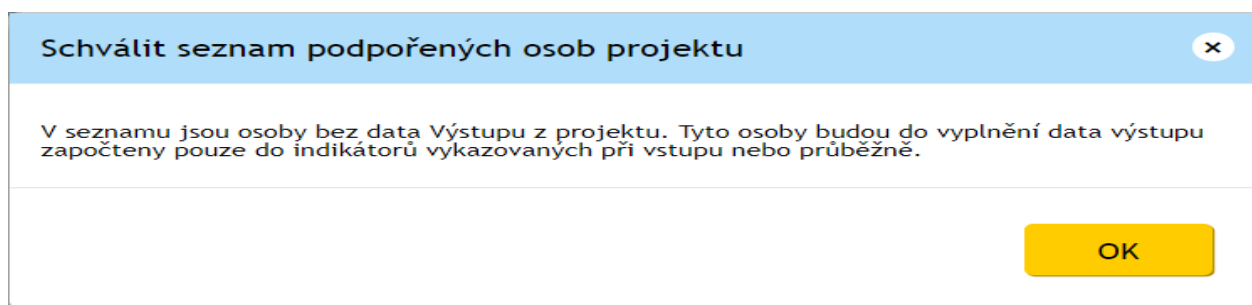 Schválit seznam podpořených osob projektu
V seznamu jsou osoby bez data Výstupu z projektu. Tyto osoby budou do vyplnění data výstupu
započteny pouze do indikátorů vykazovaných při vstupu nebo průběžně.
OK